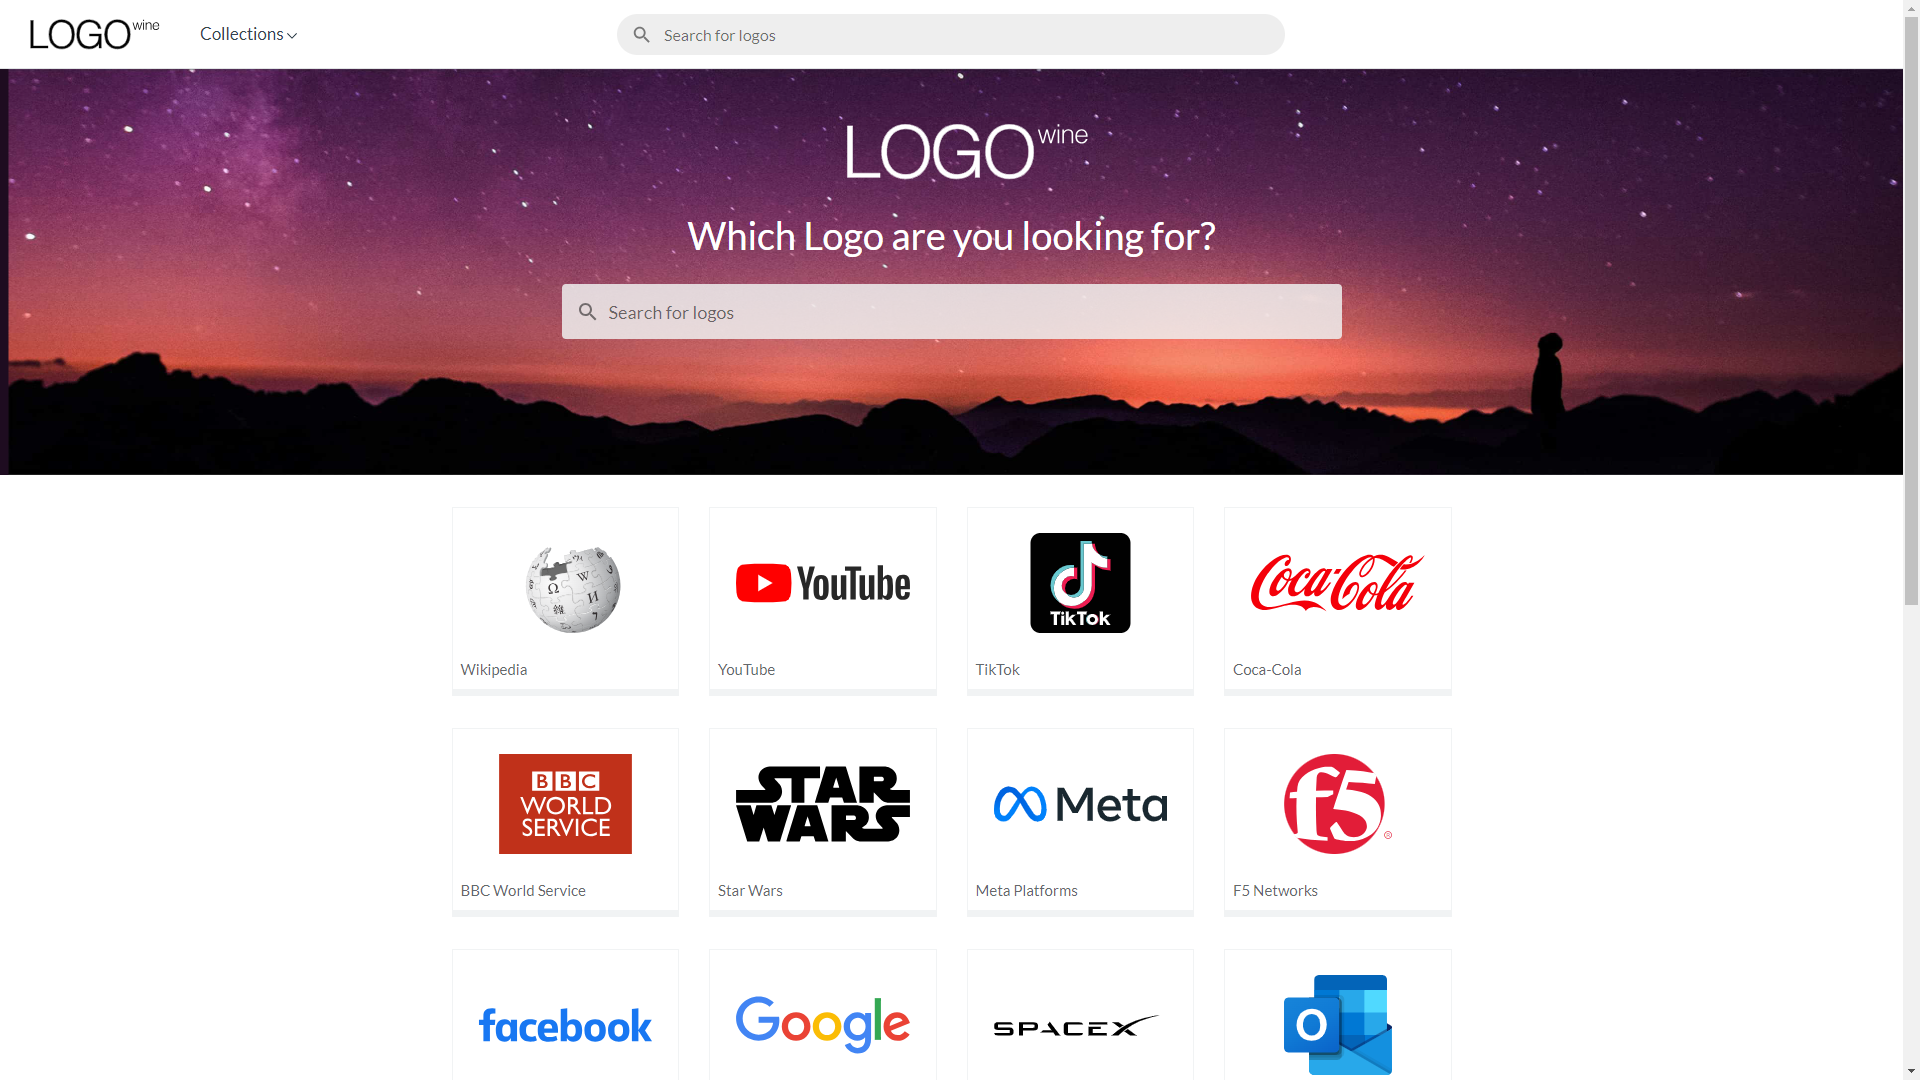 LOGO wine
Collections
Search for logos
LOGO wine
Which Logo are you looking for?
Search for logos
Ω W И 維 7
YouTube
TikTok
Coca-Cola
Wikipedia
YouTube
TikTok
Coca-Cola
BBC
WORLD
SERVICE
STAR
WARS
Meta
f5
®
BBC World Service
Star Wars
Meta Platforms
F5 Networks
facebook
Google
SPACEX
O